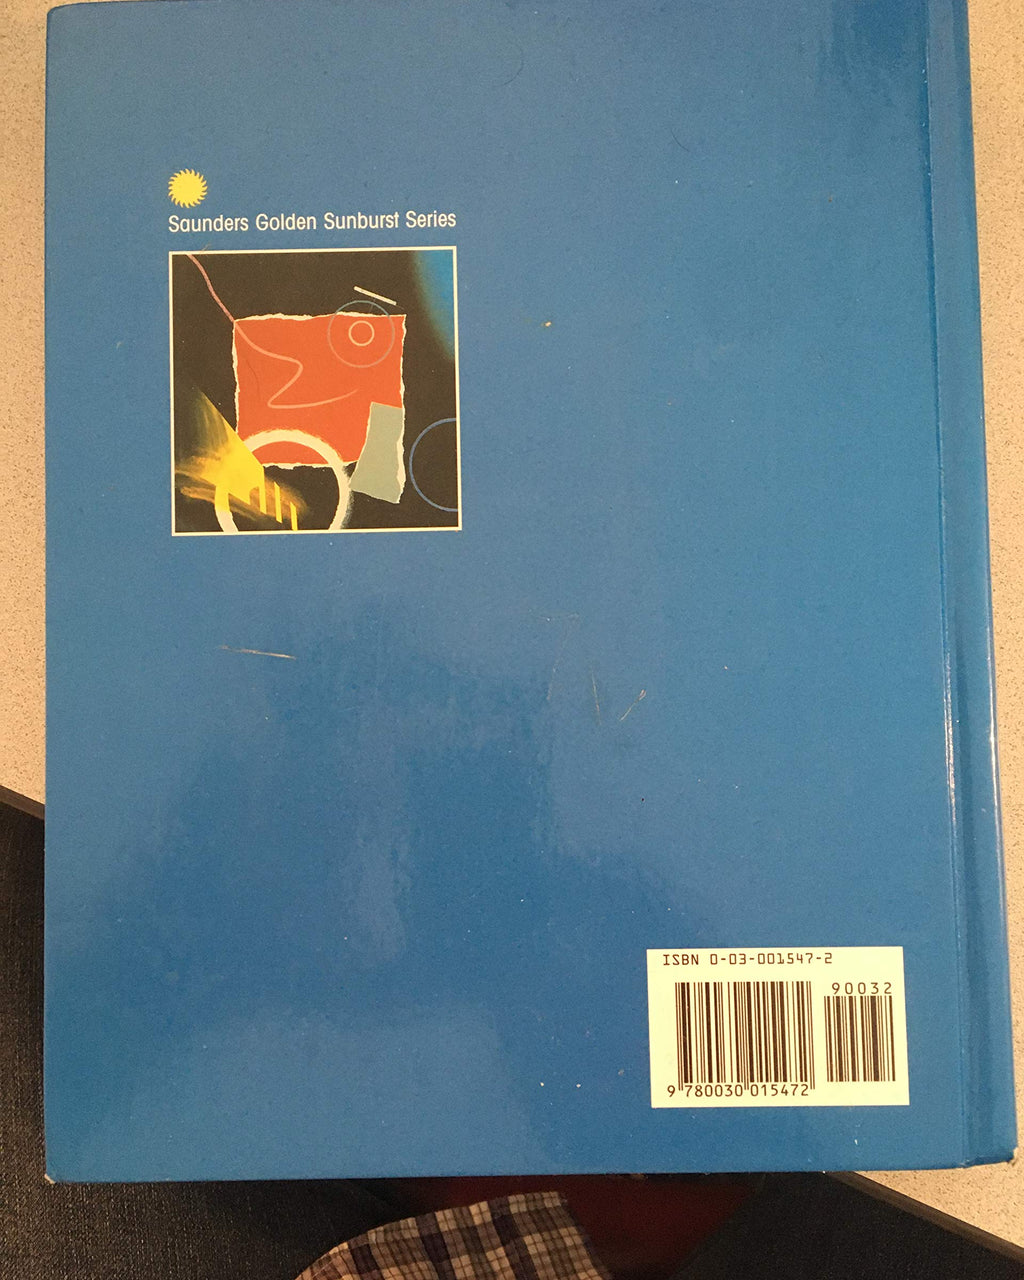 Saunders Golden Sunburst Series
ISBN 0-03-001547-2
90032
9 780030 015472